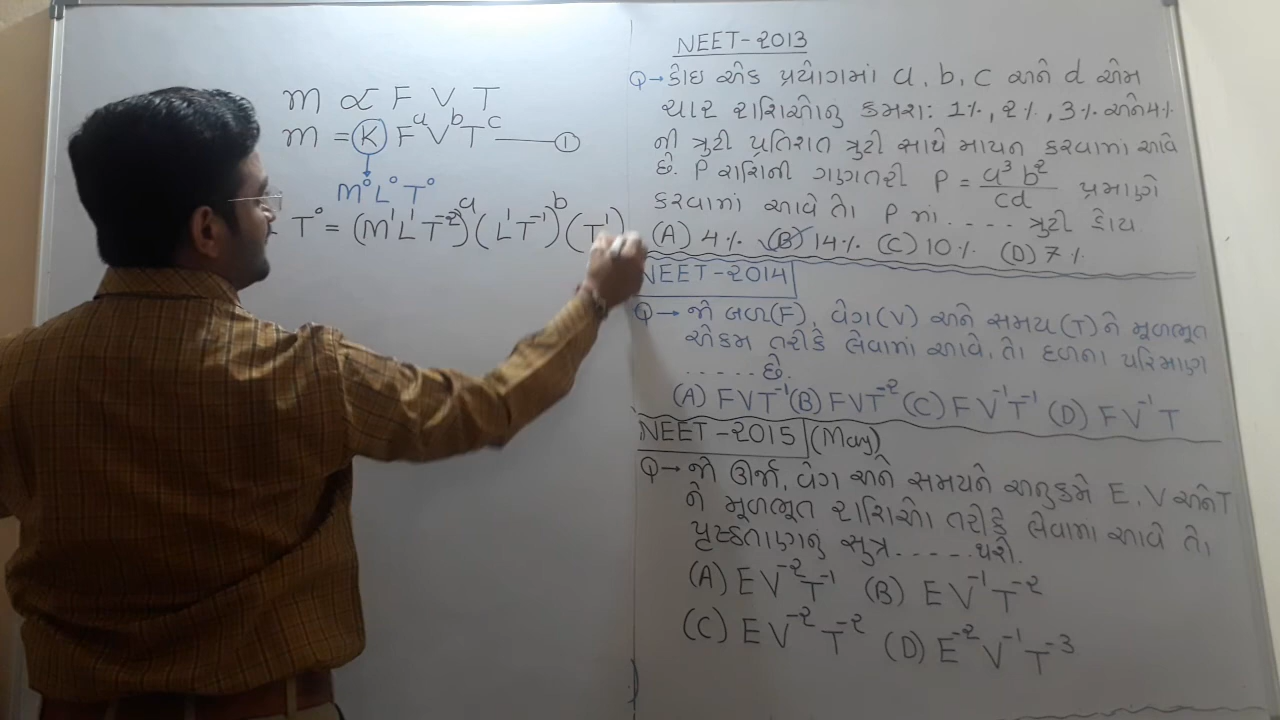 m ∝ F V T
m = K F^a V^b T^c —— ①
M⁰ L⁰ T⁰
T⁰ = (M¹L¹T⁻²)^a (L¹T⁻¹)^b (T¹)
NEET-2013
Q→ કોઇ એક પ્રયોગમાં a, b, c અને d એમ
ચાર રાશિઓનુ ક્રમશ: 1%, 2%, 3% અને 4%
ની ત્રુટી પ્રતિશત ત્રુટી સાથે માપન કરવામાં આવે
છે. P રાશિની ગણતરી P = a³b²/cd પ્રમાણે
કરવામાં આવે તો P માં .... ત્રુટી હોય.
(A) 4% (B) 14% (C) 10% (D) 7%
NEET-2014
Q→ જો બળ(F), વેગ(V) અને સમય(T) ને મૂળભૂત
એકમ તરીકે લેવામાં આવે, તો દળના પરિમાણ
..... છે.
(A) FVT⁻¹ (B) FVT⁻² (C) FV⁻¹T⁻¹ (D) FV⁻¹T
NEET-2015 (May)
Q→ જો ઊર્જા, વેગ અને સમયને અનુક્રમે E, V અને T
ને મૂળભૂત રાશિઓ તરીકે લેવામાં આવે તો
પૃષ્ઠતાણનુ સુત્ર ..... થશે.
(A) EV⁻²T⁻¹ (B) EV⁻¹T⁻²
(C) EV⁻²T⁻² (D) E⁻²V⁻¹T⁻³